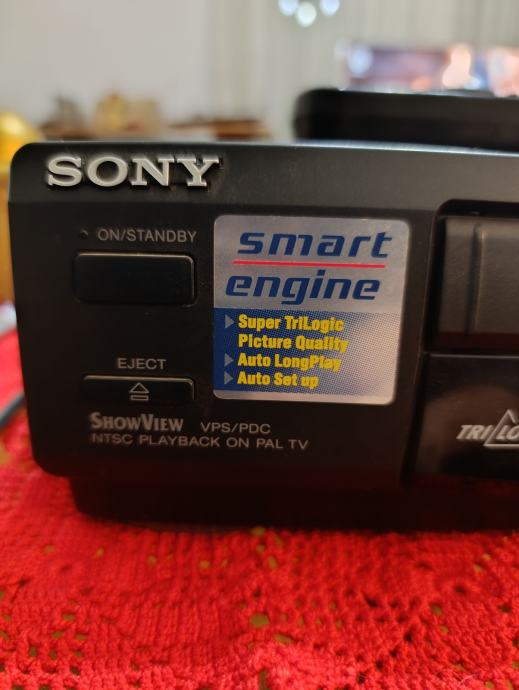 SONY
ON/STANDBY
smart
engine
Super TriLogic
Picture Quality
Auto LongPlay
Auto Set up
EJECT
SHOWVIEW VPS/PDC
NTSC PLAYBACK ON PAL TV